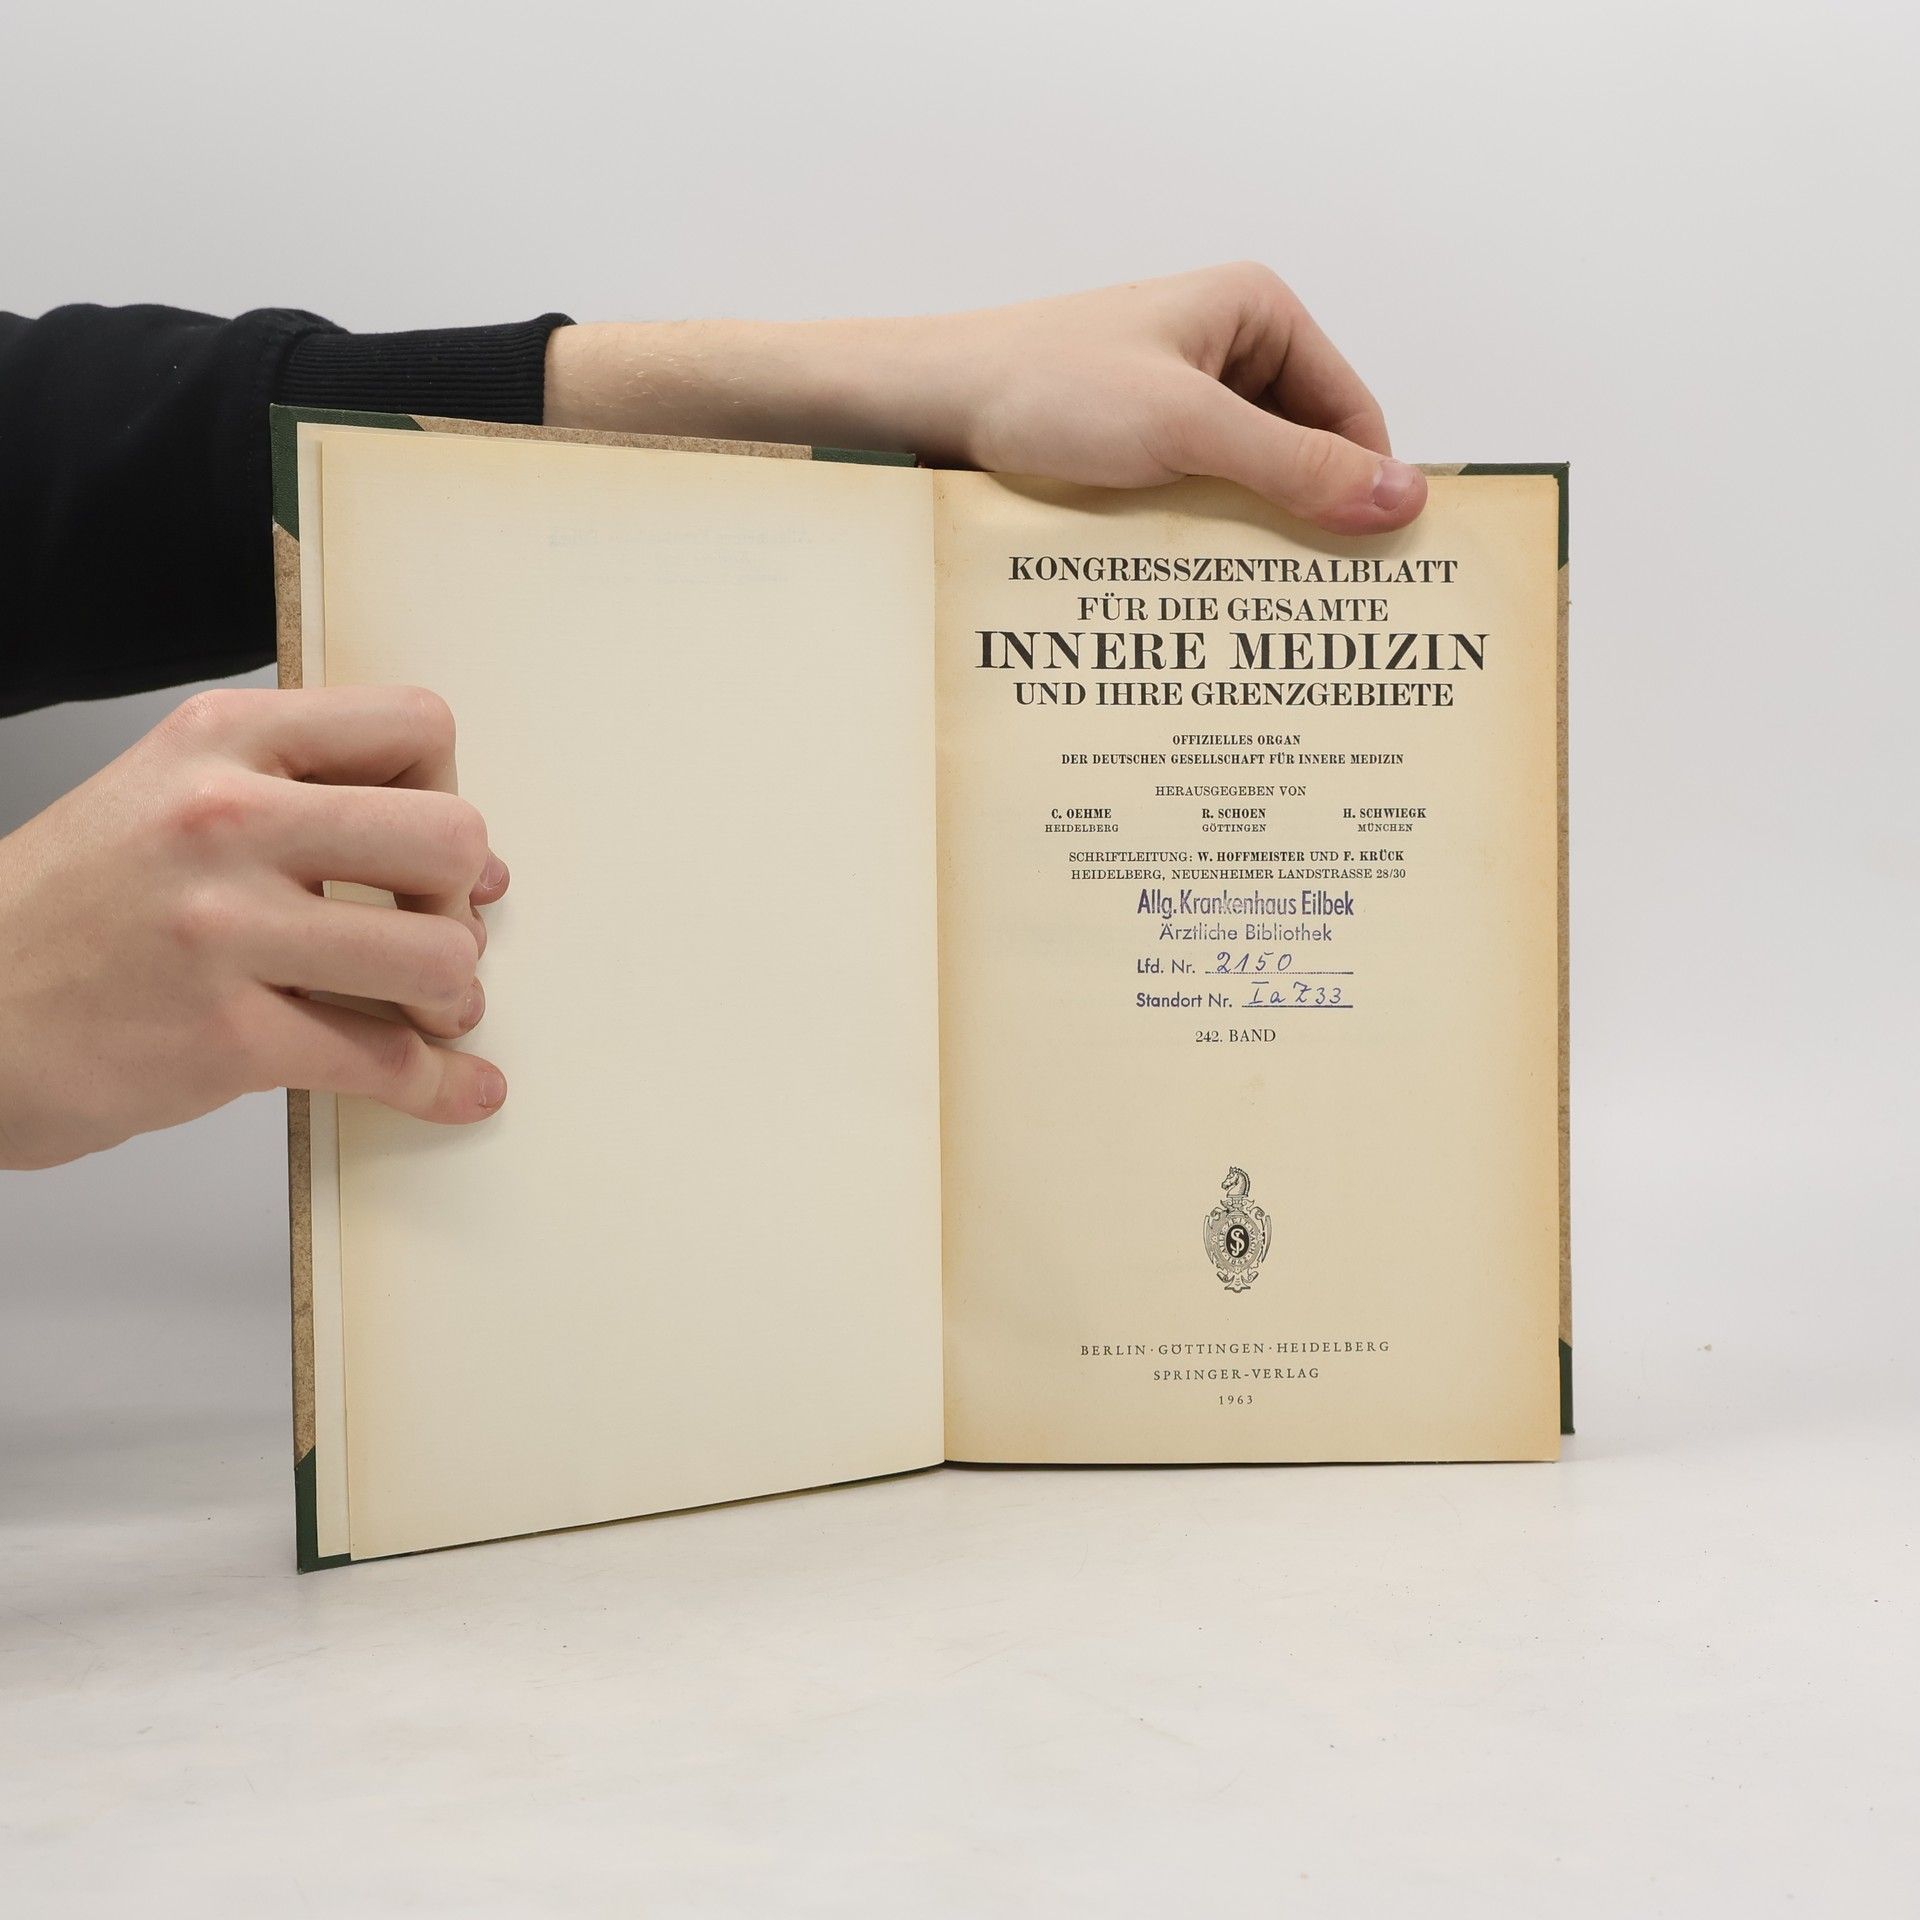 KONGRESSZENTRALBLATT
FÜR DIE GESAMTE
INNERE MEDIZIN
UND IHRE GRENZGEBIETE
OFFIZIELLES ORGAN
DER DEUTSCHEN GESELLSCHAFT FÜR INNERE MEDIZIN
HERAUSGEGEBEN VON
C. OEHME R. SCHOEN H. SCHWIEGK
HEIDELBERG GÖTTINGEN MÜNCHEN
SCHRIFTLEITUNG: W. HOFFMEISTER UND F. KRÜCK
HEIDELBERG, NEUENHEIMER LANDSTRASSE 28/30
Allg. Krankenhaus Eilbek
Ärztliche Bibliothek
Lfd. Nr. 2150
Standort Nr. Ia Z33
242. BAND
BERLIN · GÖTTINGEN · HEIDELBERG
SPRINGER-VERLAG
1963